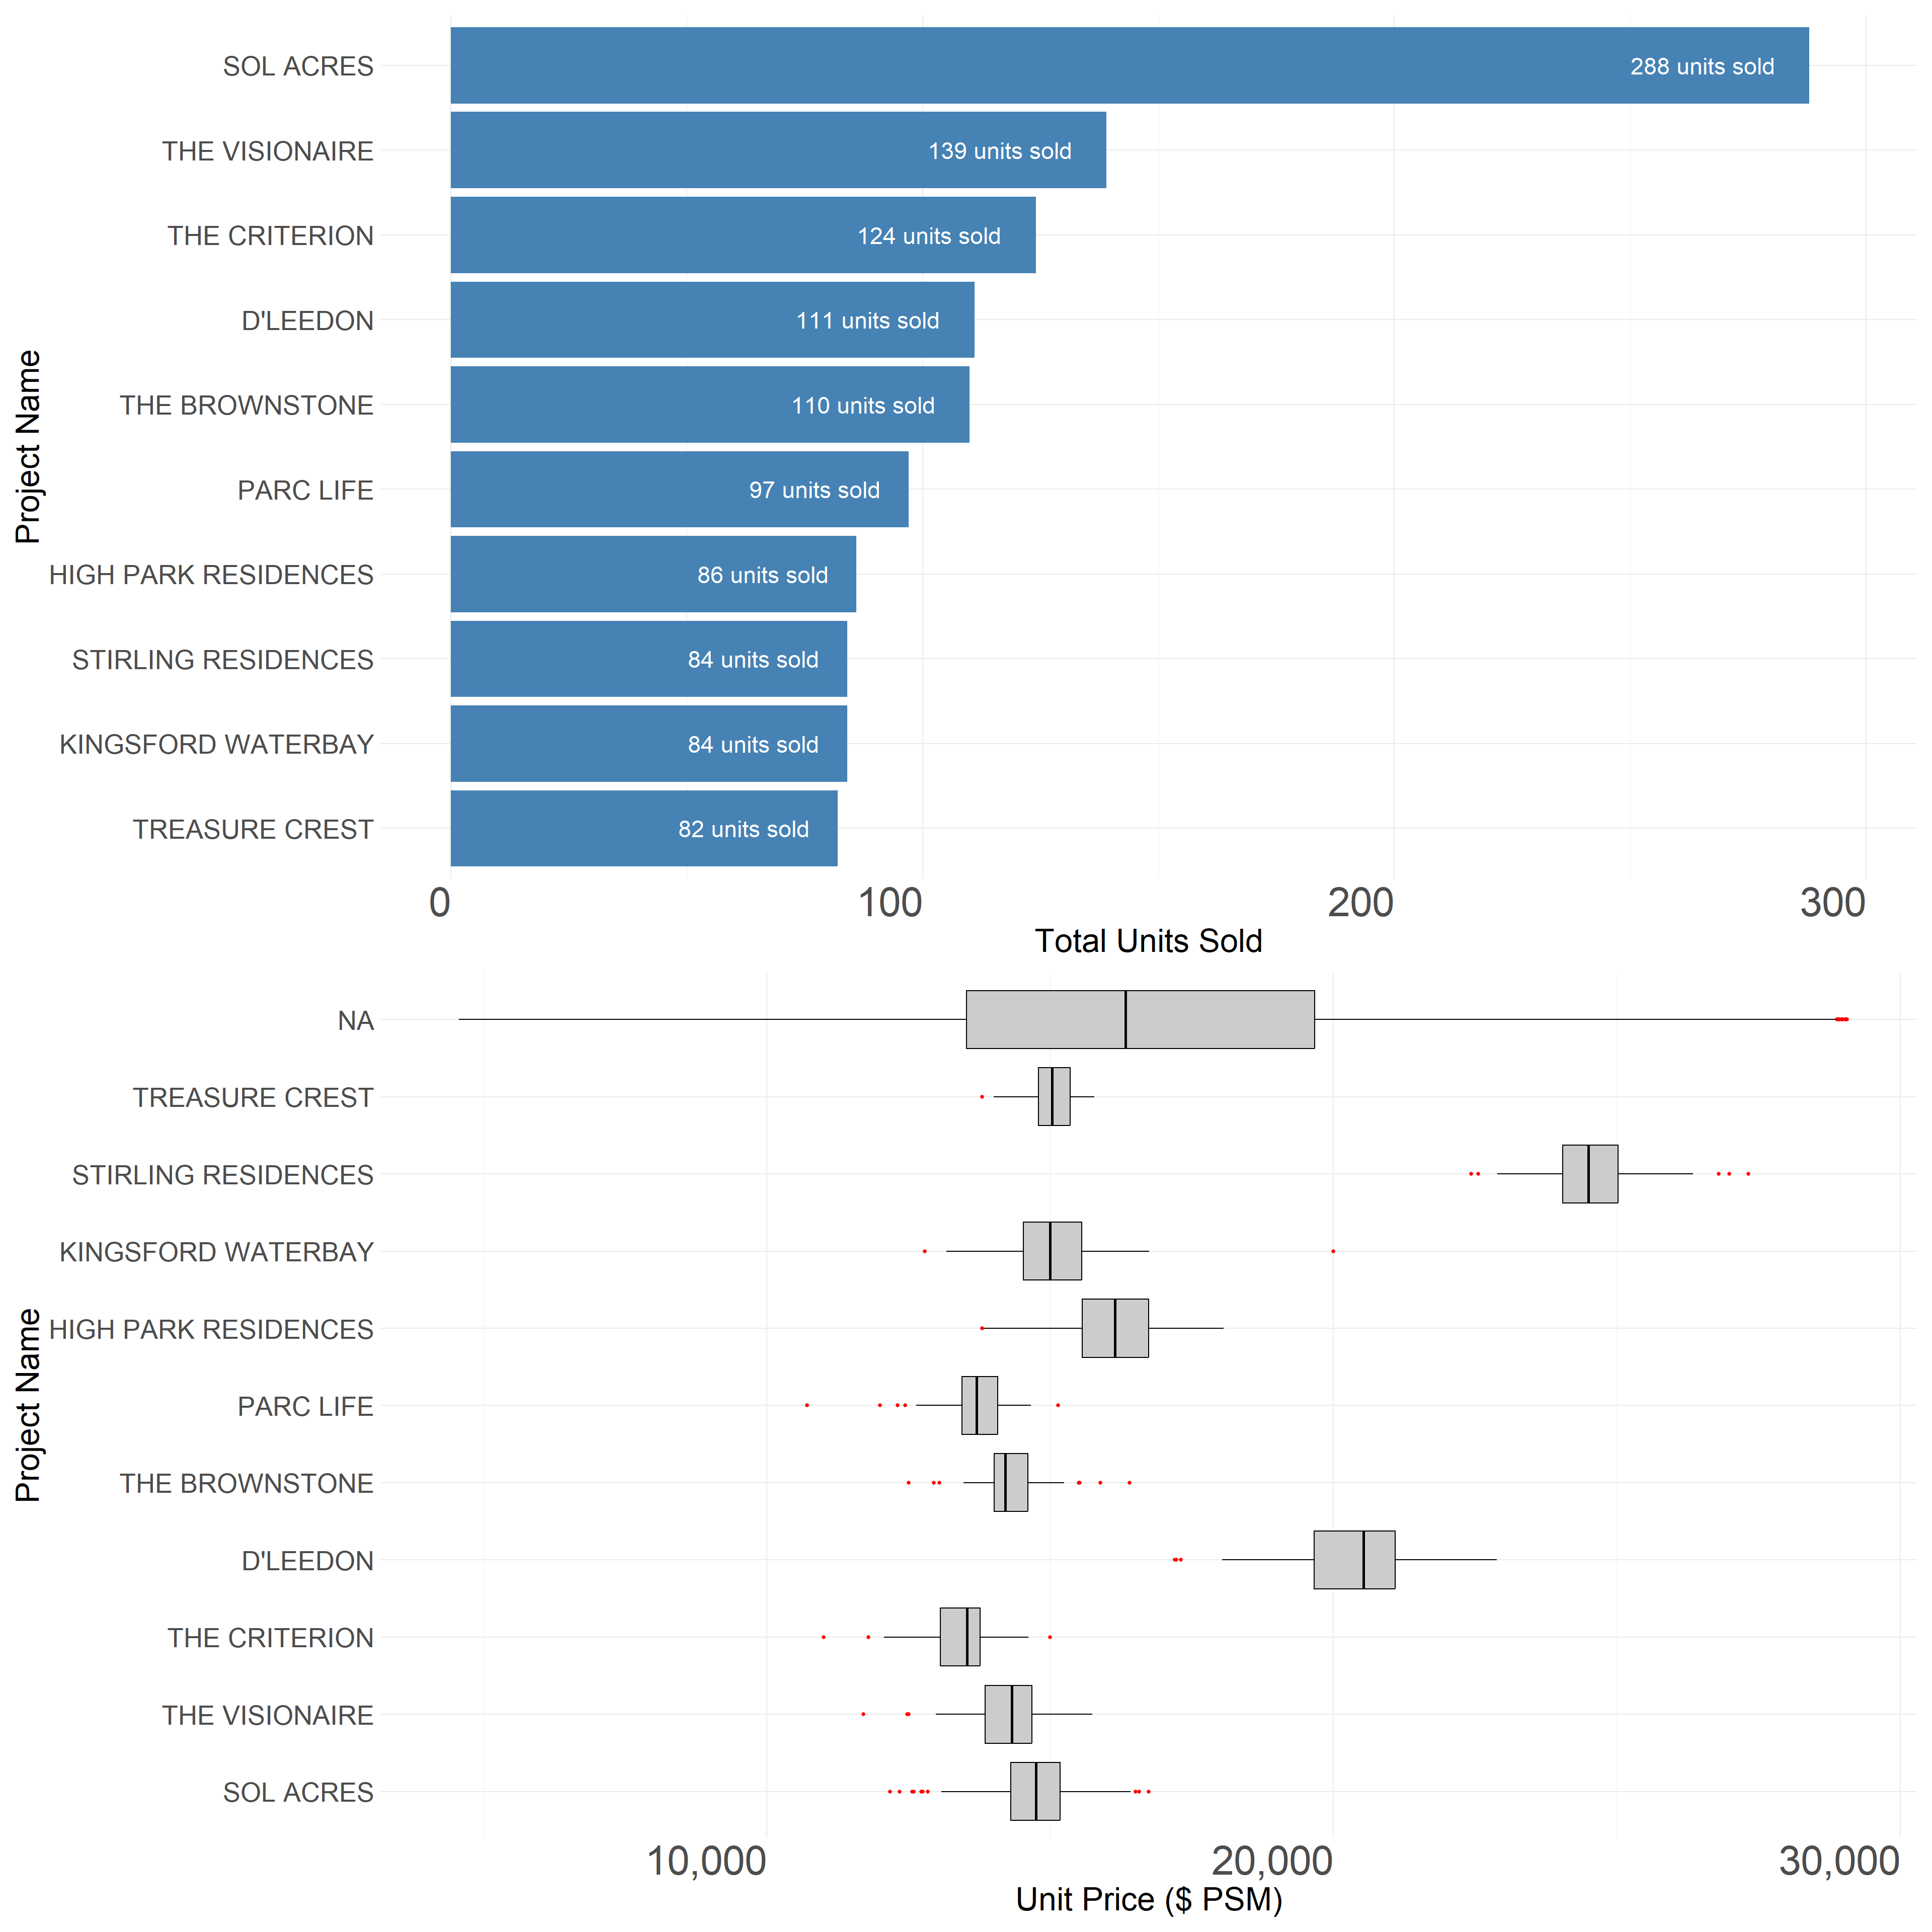 SOL ACRES
288 units sold
THE VISIONAIRE
139 units sold
THE CRITERION
124 units sold
D'LEEDON
111 units sold
THE BROWNSTONE
110 units sold
PARC LIFE
97 units sold
HIGH PARK RESIDENCES
86 units sold
STIRLING RESIDENCES
84 units sold
KINGSFORD WATERBAY
84 units sold
TREASURE CREST
82 units sold
Project Name
0 100 200 300
Total Units Sold
NA
TREASURE CREST
STIRLING RESIDENCES
KINGSFORD WATERBAY
HIGH PARK RESIDENCES
PARC LIFE
THE BROWNSTONE
D'LEEDON
THE CRITERION
THE VISIONAIRE
SOL ACRES
Project Name
10,000 20,000 30,000
Unit Price ($ PSM)